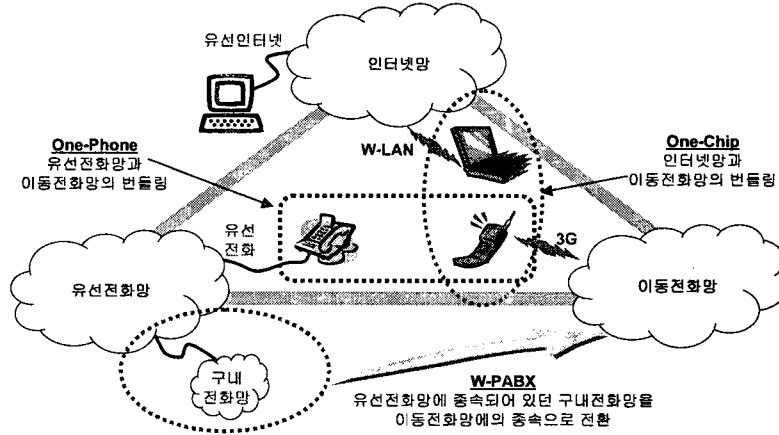 유선인터넷
인터넷망
One-Phone
유선전화망과
이동전화망의 번들링
W-LAN
One-Chip
인터넷망과
이동전화망의 번들링
유선
전화
3G
유선전화망
이동전화망
구내
전화망
W-PABX
유선전화망에 종속되어 있던 구내전화망을
이동전화망에의 종속으로 전환